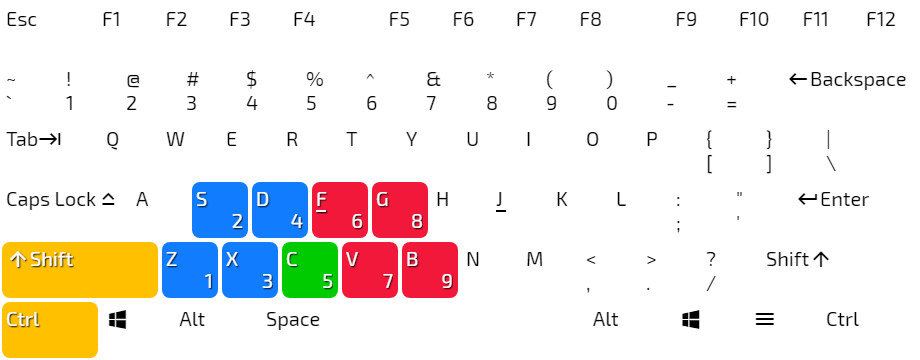 Esc F1 F2 F3 F4 F5 F6 F7 F8 F9 F10 F11 F12
~ ! @ # $ % ^ & * ( ) _ + ←Backspace
` 1 2 3 4 5 6 7 8 9 0 - =
Tab Q W E R T Y U I O P { } |
[ ] \
Caps Lock A S D F G H J K L : " ↵Enter
2 4 6 8 ; '
↑Shift Z X C V B N M < > ? Shift↑
1 3 5 7 9 , . /
Ctrl Alt Space Alt Ctrl